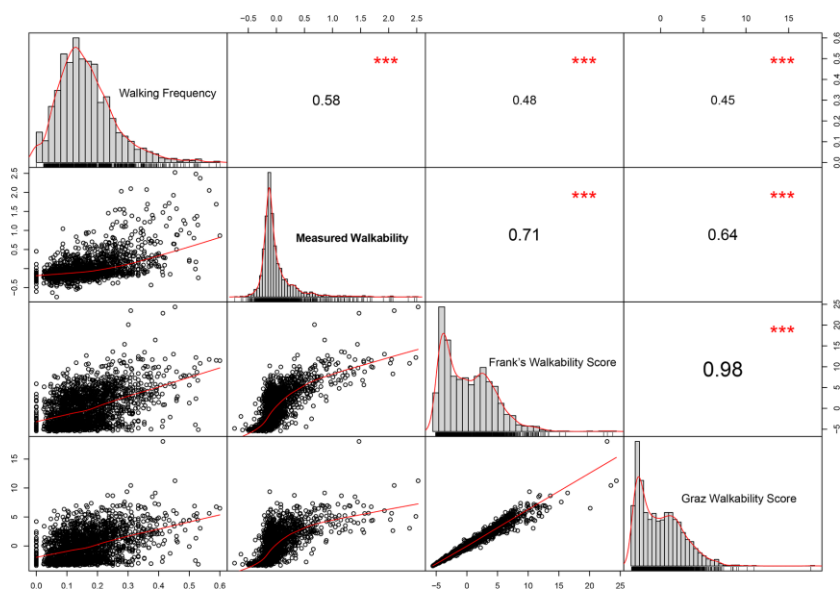 −0.5 0.0 0.5 1.0 1.5 2.0 2.5
0 5 10 15
Walking Frequency
***
0.58
***
0.48
***
0.45
0.0 0.1 0.2 0.3 0.4 0.5 0.6
−0.5 0.5 1.0 1.5 2.0 2.5
Measured Walkability
***
0.71
***
0.64
Frank's Walkability Score
***
0.98
−5 0 5 10 15 20 25
0 5 10 15
Graz Walkability Score
0.0 0.1 0.2 0.3 0.4 0.5 0.6
−5 0 5 10 15 20 25